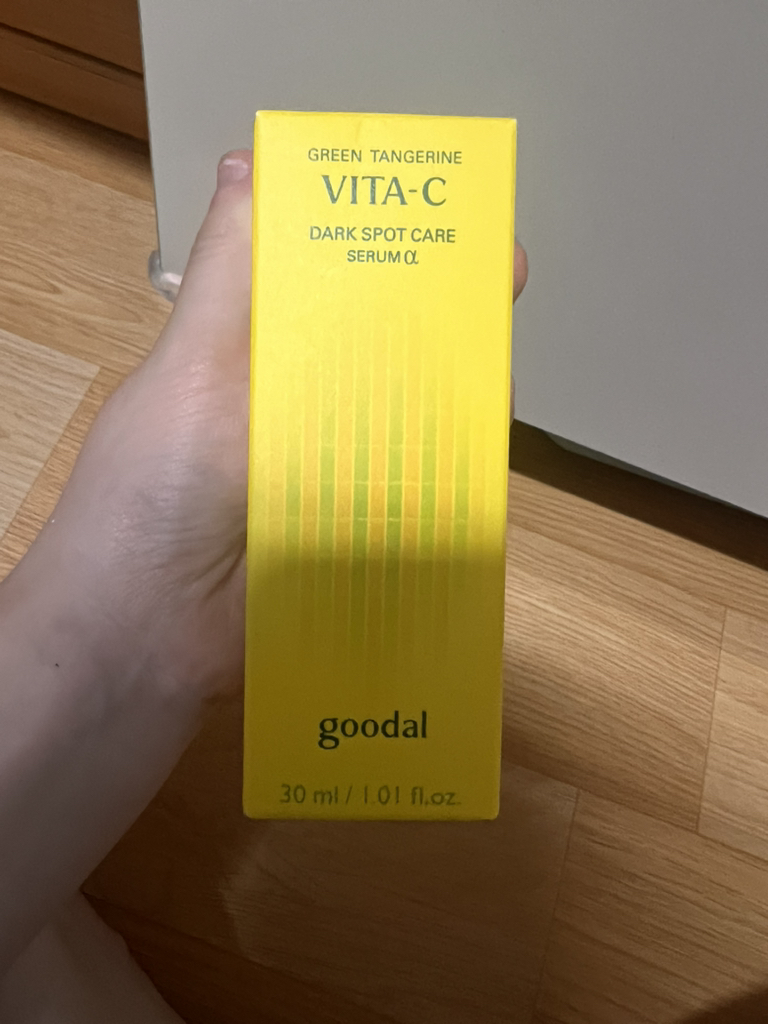 GREEN TANGERINE
VITA-C
DARK SPOT CARE
SERUM α
goodal
30 ml / 1.01 fl.oz.